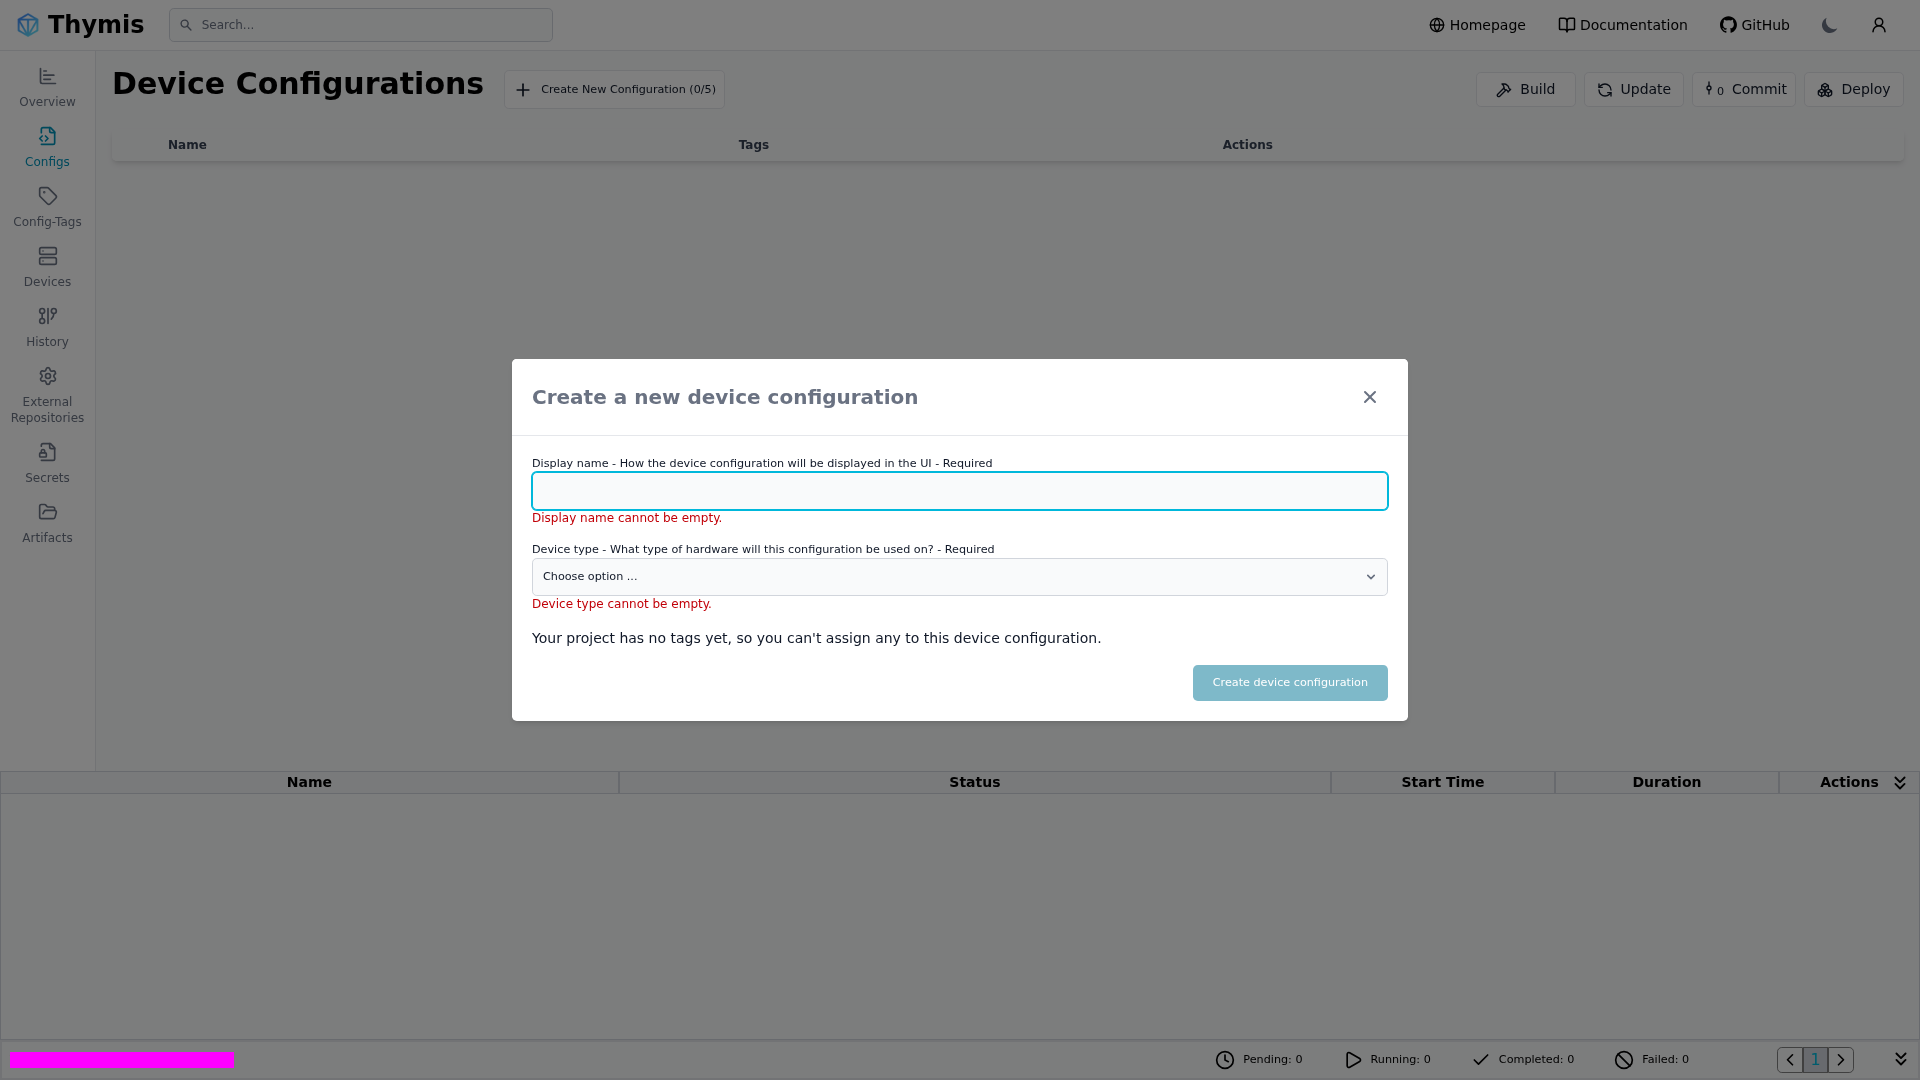 Thymis
Search...
Homepage
Documentation
GitHub
Overview
Configs
Config-Tags
Devices
History
External
Repositories
Secrets
Artifacts
Device Configurations
Create New Configuration (0/5)
Build
Update
0 Commit
Deploy
Name
Tags
Actions
Create a new device configuration
Display name - How the device configuration will be displayed in the UI - Required
Display name cannot be empty.
Device type - What type of hardware will this configuration be used on? - Required
Choose option ...
Device type cannot be empty.
Your project has no tags yet, so you can't assign any to this device configuration.
Create device configuration
Name
Status
Start Time
Duration
Actions
Pending: 0
Running: 0
Completed: 0
Failed: 0
1